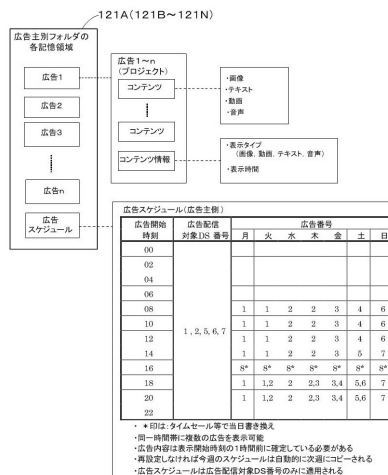 121A(121B～121N)
広告主別フォルダの
各記憶領域
広告1
広告2
広告3
広告n
広告
スケジュール
広告1～n
(プロジェクト)
コンテンツ
コンテンツ
コンテンツ情報
・画像
・テキスト
・動画
・音声
・表示タイプ
(画像, 動画, テキスト, 音声)
・表示時間
広告スケジュール(広告主側)
広告開始時刻 広告配信対象DS 番号 広告番号
月 火 水 木 金 土 日
00
02
04
06
08 1 1 2 2 3 4 6
10 1 1 2 2 3 4 6
12 1, 2, 5, 6, 7 1 1 2 2 3 4 6
14 1 1 2 2 3 5 7
16 8* 8* 8* 8* 8* 8* 8*
18 1 1,2 2 2,3 3,4 5,6 7
20 1 1,2 2 2,3 3,4 5,6 7
22
・ *印は:タイムセール等で当日書き換え
・同一時間帯に複数の広告を表示可能
・広告内容は表示開始時刻の1時間前に確定している必要がある
・再設定しなければ今週のスケジュールは自動的に次週にコピーされる
・広告スケジュールは広告配信対象DS番号のみに適用される